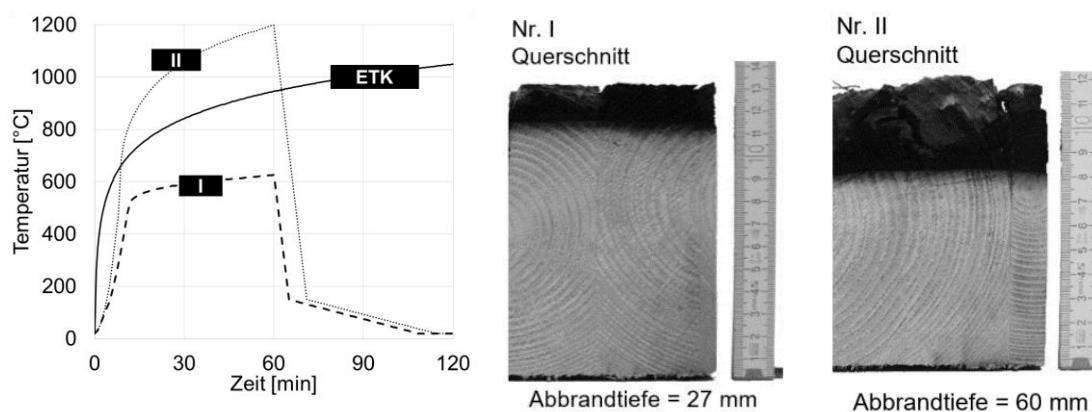 1200
1000
800
600
400
200
0
Temperatur [°C]
II
ETK
I
0 30 60 90 120
Zeit [min]
Nr. I
Querschnitt
Abbrandtiefe = 27 mm
Nr. II
Querschnitt
Abbrandtiefe = 60 mm